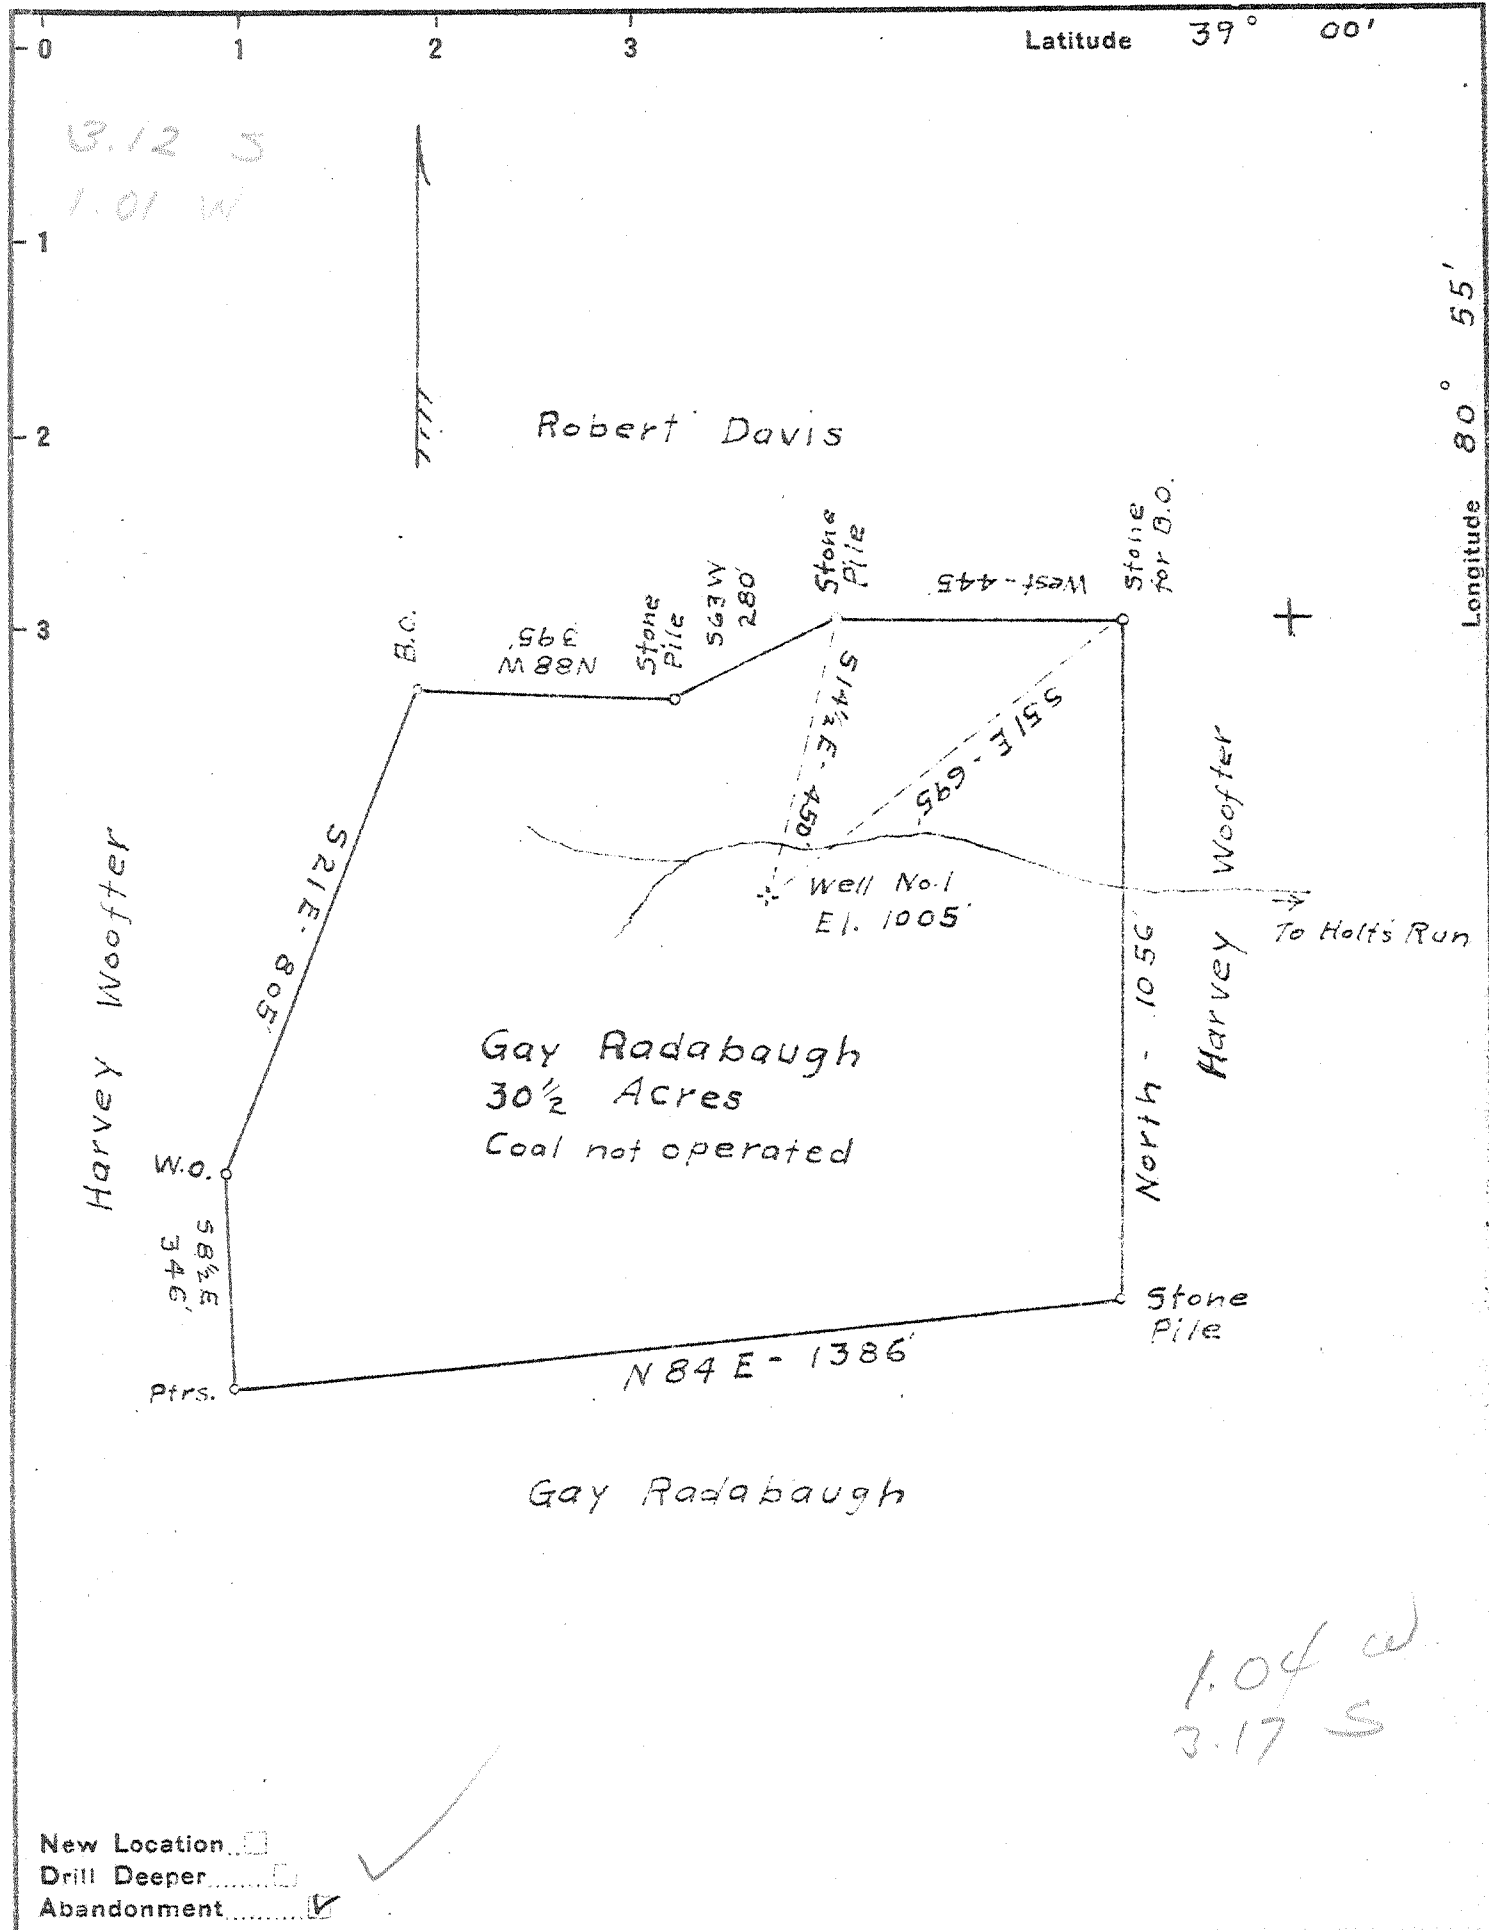 0 1 2 3 Latitude 39° 00'
3.12 S
1.01 W
1
2
3
Longitude 80° 55'
Robert Davis
B.O.
N88W
395'
Stone
Pile
S63W
280'
Stone
Pile
West-445'
Stone
for B.O.
S14½E - 450'
S51E - 695'
Well No.1
El. 1005'
To Holts Run
Harvey Woofter
S21E - 805'
Harvey Woofter
North - 1056'
Gay Radabaugh
30½ Acres
Coal not operated
W.O.
S8½E
346'
Stone
Pile
N84E - 1386'
Ptrs.
Gay Radabaugh
1.04 W
3.17 S
New Location
Drill Deeper
Abandonment